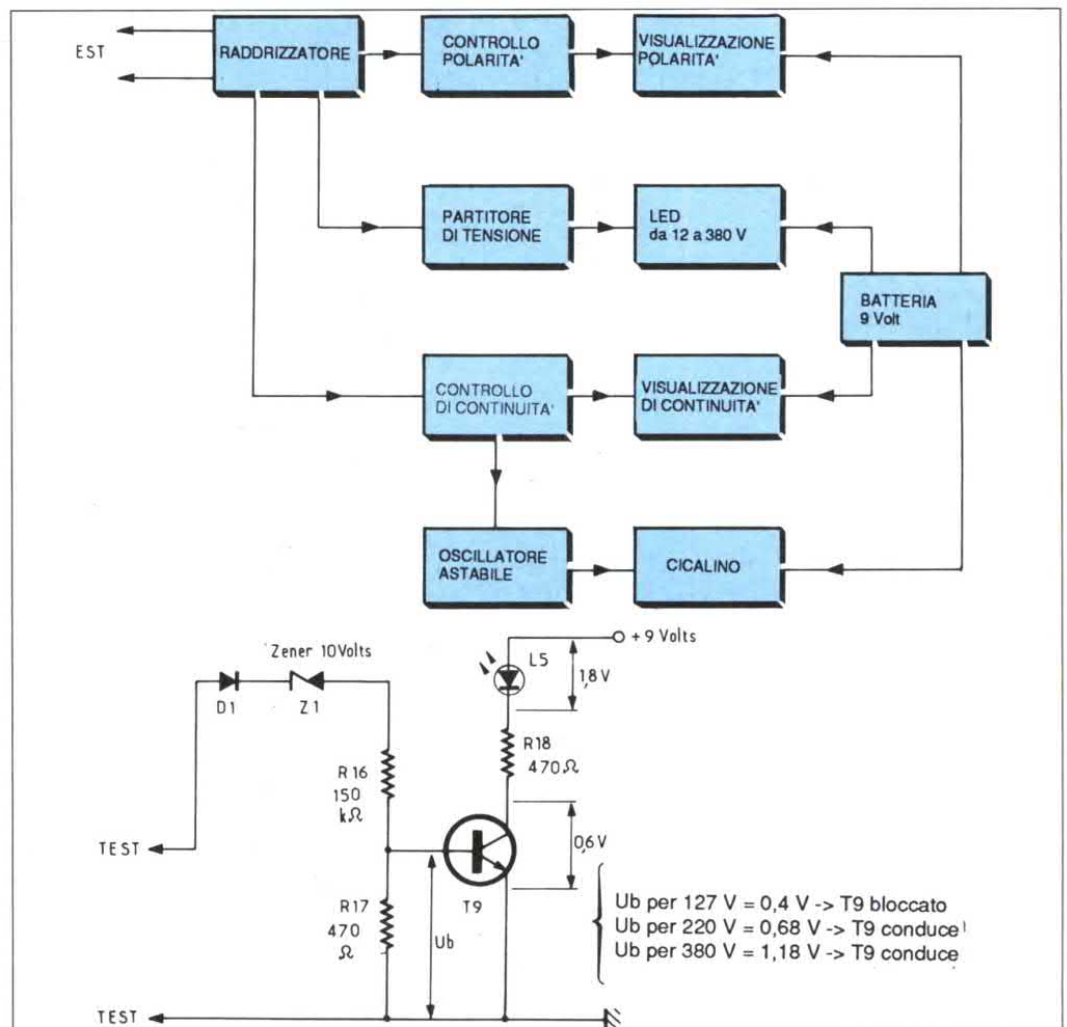 EST
RADDRIZZATORE
CONTROLLO
POLARITA'
VISUALIZZAZIONE
POLARITA'
PARTITORE
DI TENSIONE
LED
da 12 a 380 V
BATTERIA
9 Volt
CONTROLLO
DI CONTINUITA'
VISUALIZZAZIONE
DI CONTINUITA'
OSCILLATORE
ASTABILE
CICALINO
+ 9 Volts
Zener 10Volts
L5
1,8 V
D1
Z1
R18
470Ω
R16
150
kΩ
0,6 V
TEST
T9
R17
470
Ω
Ub
Ub per 127 V = 0,4 V -> T9 bloccato
Ub per 220 V = 0,68 V -> T9 conduce
Ub per 380 V = 1,18 V -> T9 conduce
TEST